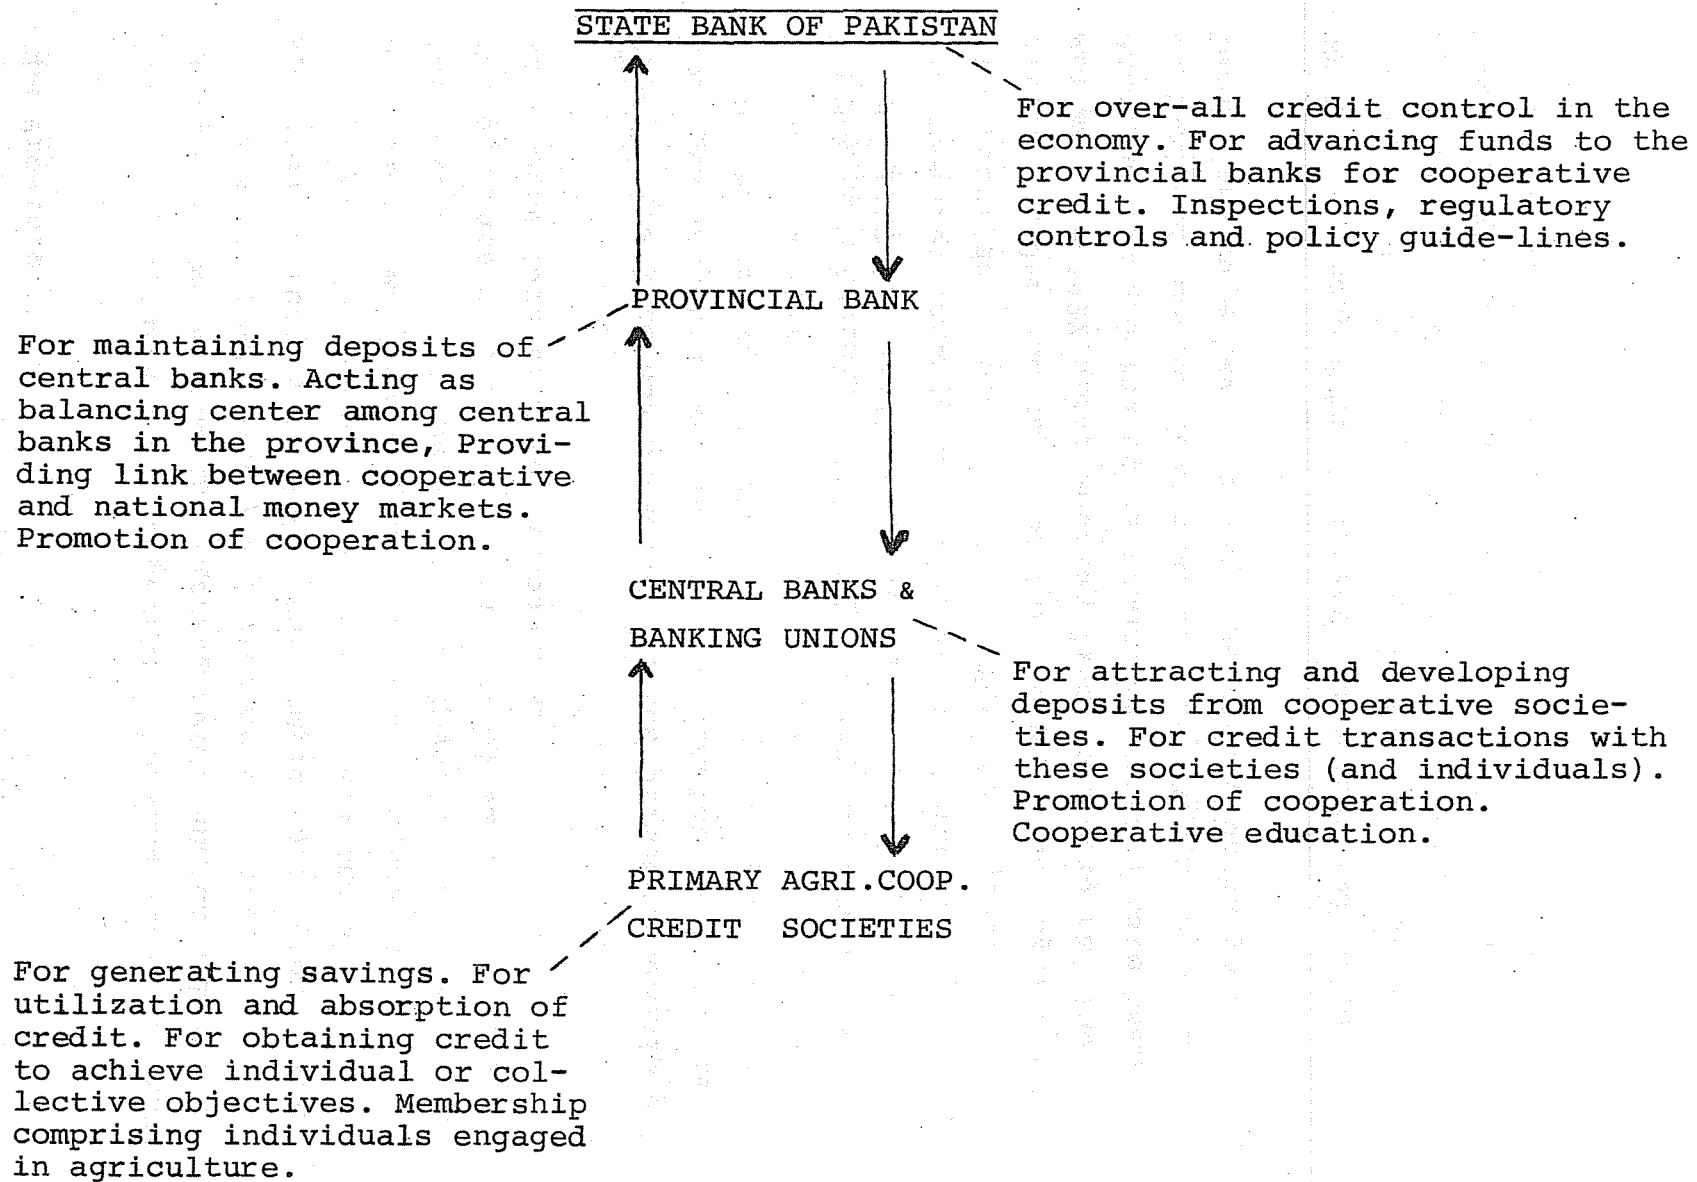 STATE BANK OF PAKISTAN
For over-all credit control in the
economy. For advancing funds to the
provincial banks for cooperative
credit. Inspections, regulatory
controls and policy guide-lines.
PROVINCIAL BANK
For maintaining deposits of
central banks. Acting as
balancing center among central
banks in the province, Provi-
ding link between cooperative
and national money markets.
Promotion of cooperation.
CENTRAL BANKS &
BANKING UNIONS
For attracting and developing
deposits from cooperative socie-
ties. For credit transactions with
these societies (and individuals).
Promotion of cooperation.
Cooperative education.
PRIMARY AGRI.COOP.
CREDIT SOCIETIES
For generating savings. For
utilization and absorption of
credit. For obtaining credit
to achieve individual or col-
lective objectives. Membership
comprising individuals engaged
in agriculture.